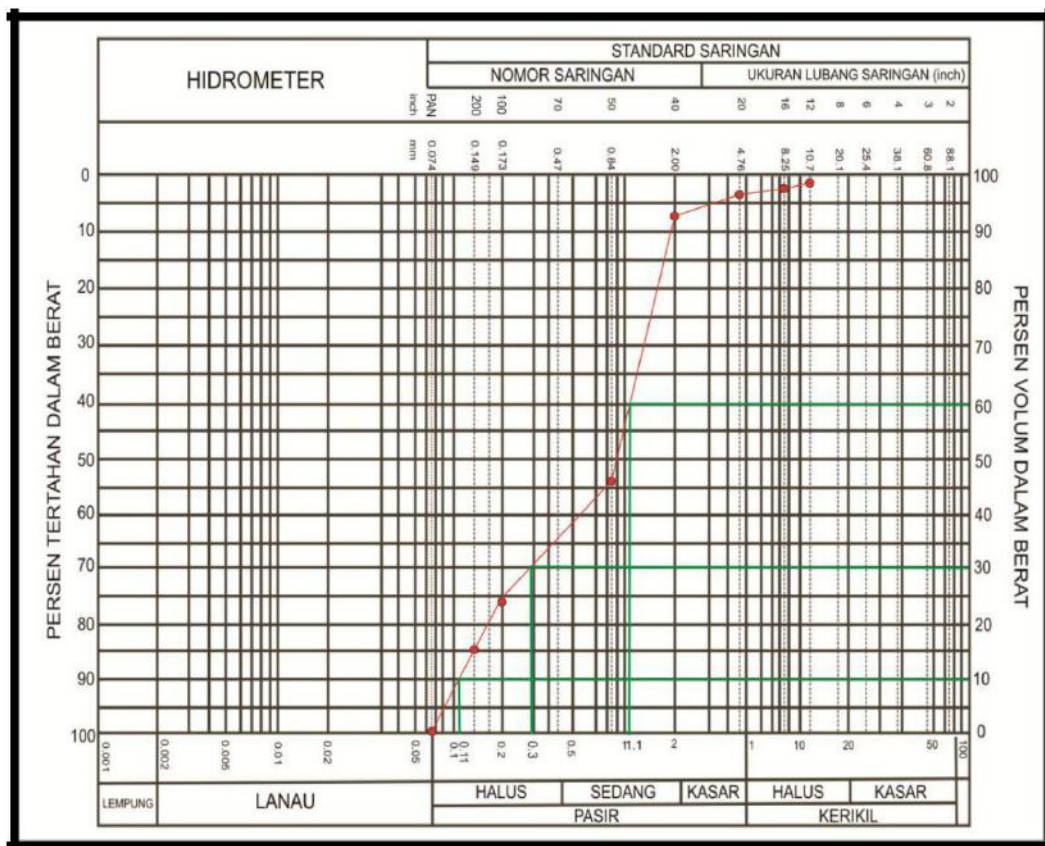 STANDARD SARINGAN
HIDROMETER
NOMOR SARINGAN
UKURAN LUBANG SARINGAN (inch)
inch PAN 200 100 70 50 40 20 16 12 8 6 4 3 2
mm 0.074 0.149 0.173 0.47 0.84 2.00 4.76 8.25 10.7 20.1 25.4 38.1 60.8 88.1
0 100
10 90
20 80
30 70
40 60
50 50
60 40
70 30
80 20
90 10
100 0
PERSEN TERTAHAN DALAM BERAT
PERSEN VOLUM DALAM BERAT
0.001 0.002 0.005 0.01 0.02 0.05 0.1 0.11 0.2 0.3 0.5 11.1 2 1 10 20 50 100
LEMPUNG
LANAU
HALUS
SEDANG
KASAR
HALUS
KASAR
PASIR
KERIKIL